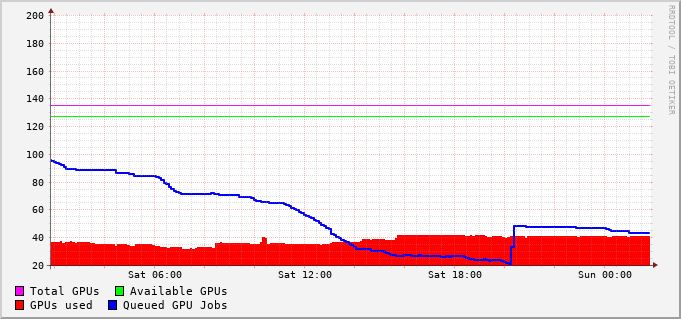 200
180
160
140
120
100
80
60
40
20
Sat 06:00 Sat 12:00 Sat 18:00 Sun 00:00
Total GPUs Available GPUs
GPUs used Queued GPU Jobs
RRDTOOL / TOBI OETIKER